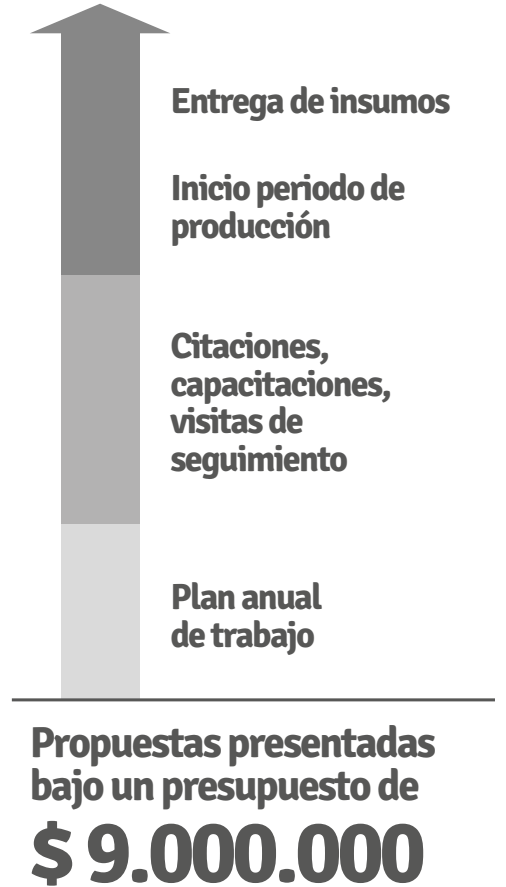 Entrega de insumos
Inicio periodo de
producción
Citaciones,
capacitaciones,
visitas de
seguimiento
Plan anual
de trabajo
Propuestas presentadas
bajo un presupuesto de
$ 9.000.000